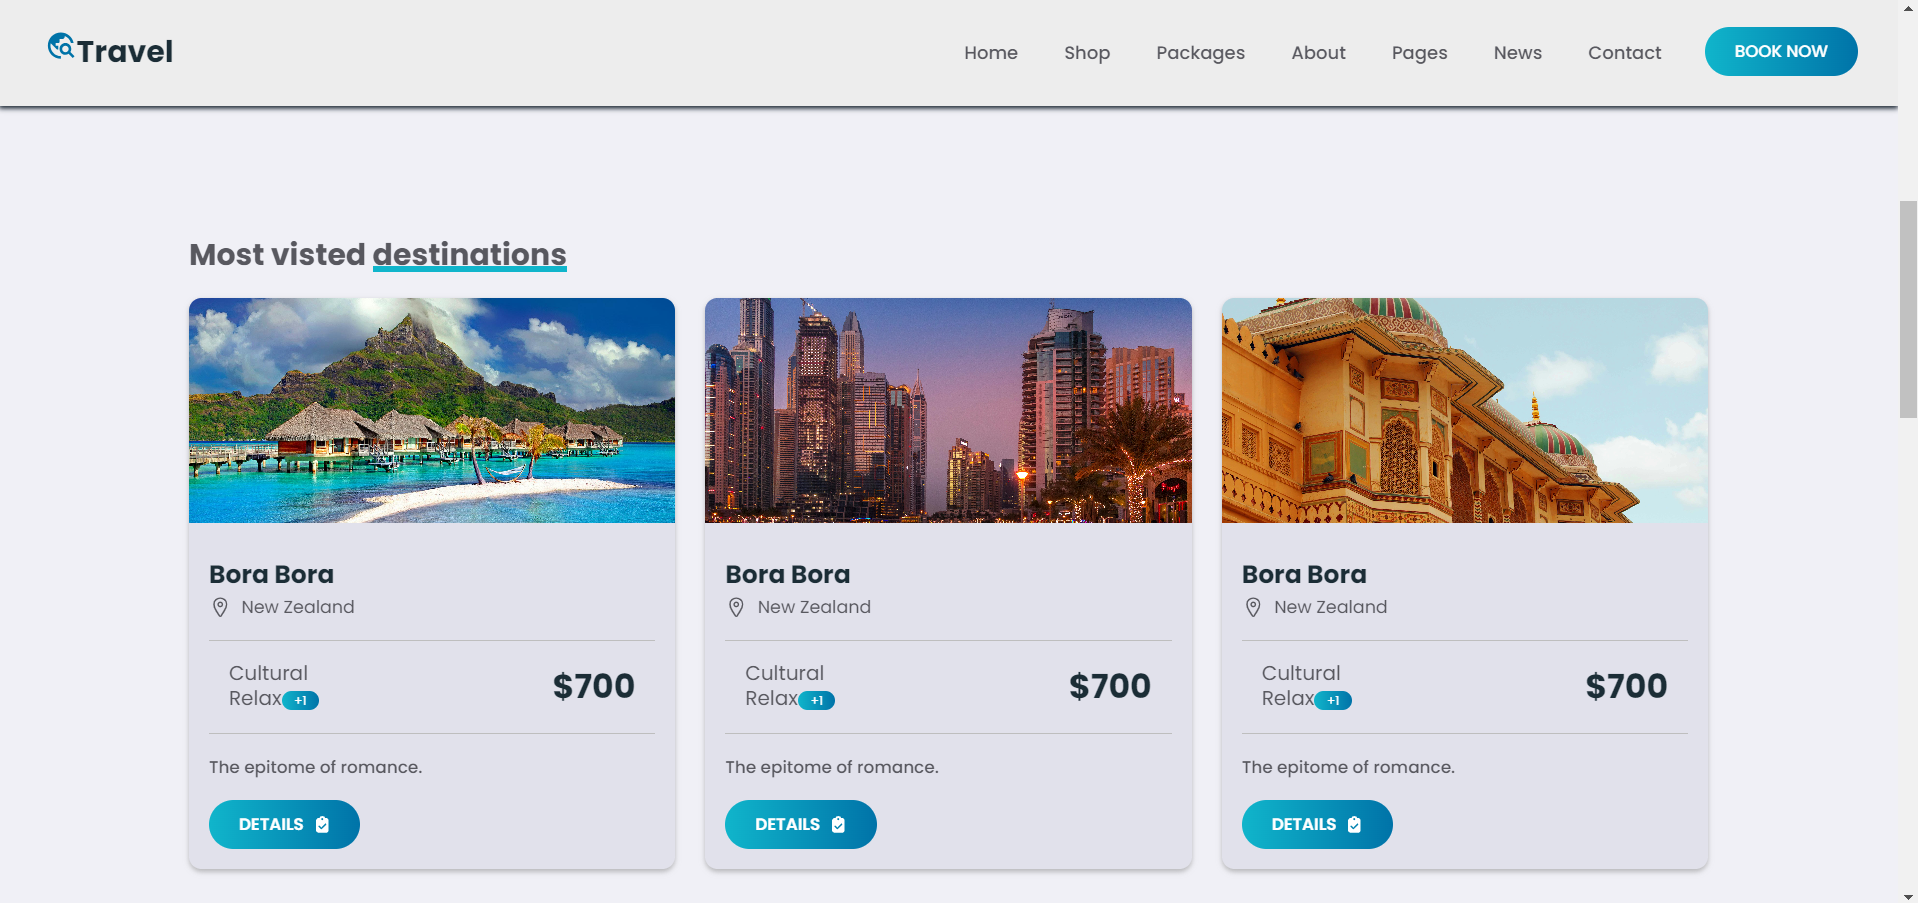 Travel
Home Shop Packages About Pages News Contact BOOK NOW
Most visted destinations
Bora Bora
New Zealand
Cultural
Relax +1
$700
The epitome of romance.
DETAILS
Bora Bora
New Zealand
Cultural
Relax +1
$700
The epitome of romance.
DETAILS
Bora Bora
New Zealand
Cultural
Relax +1
$700
The epitome of romance.
DETAILS